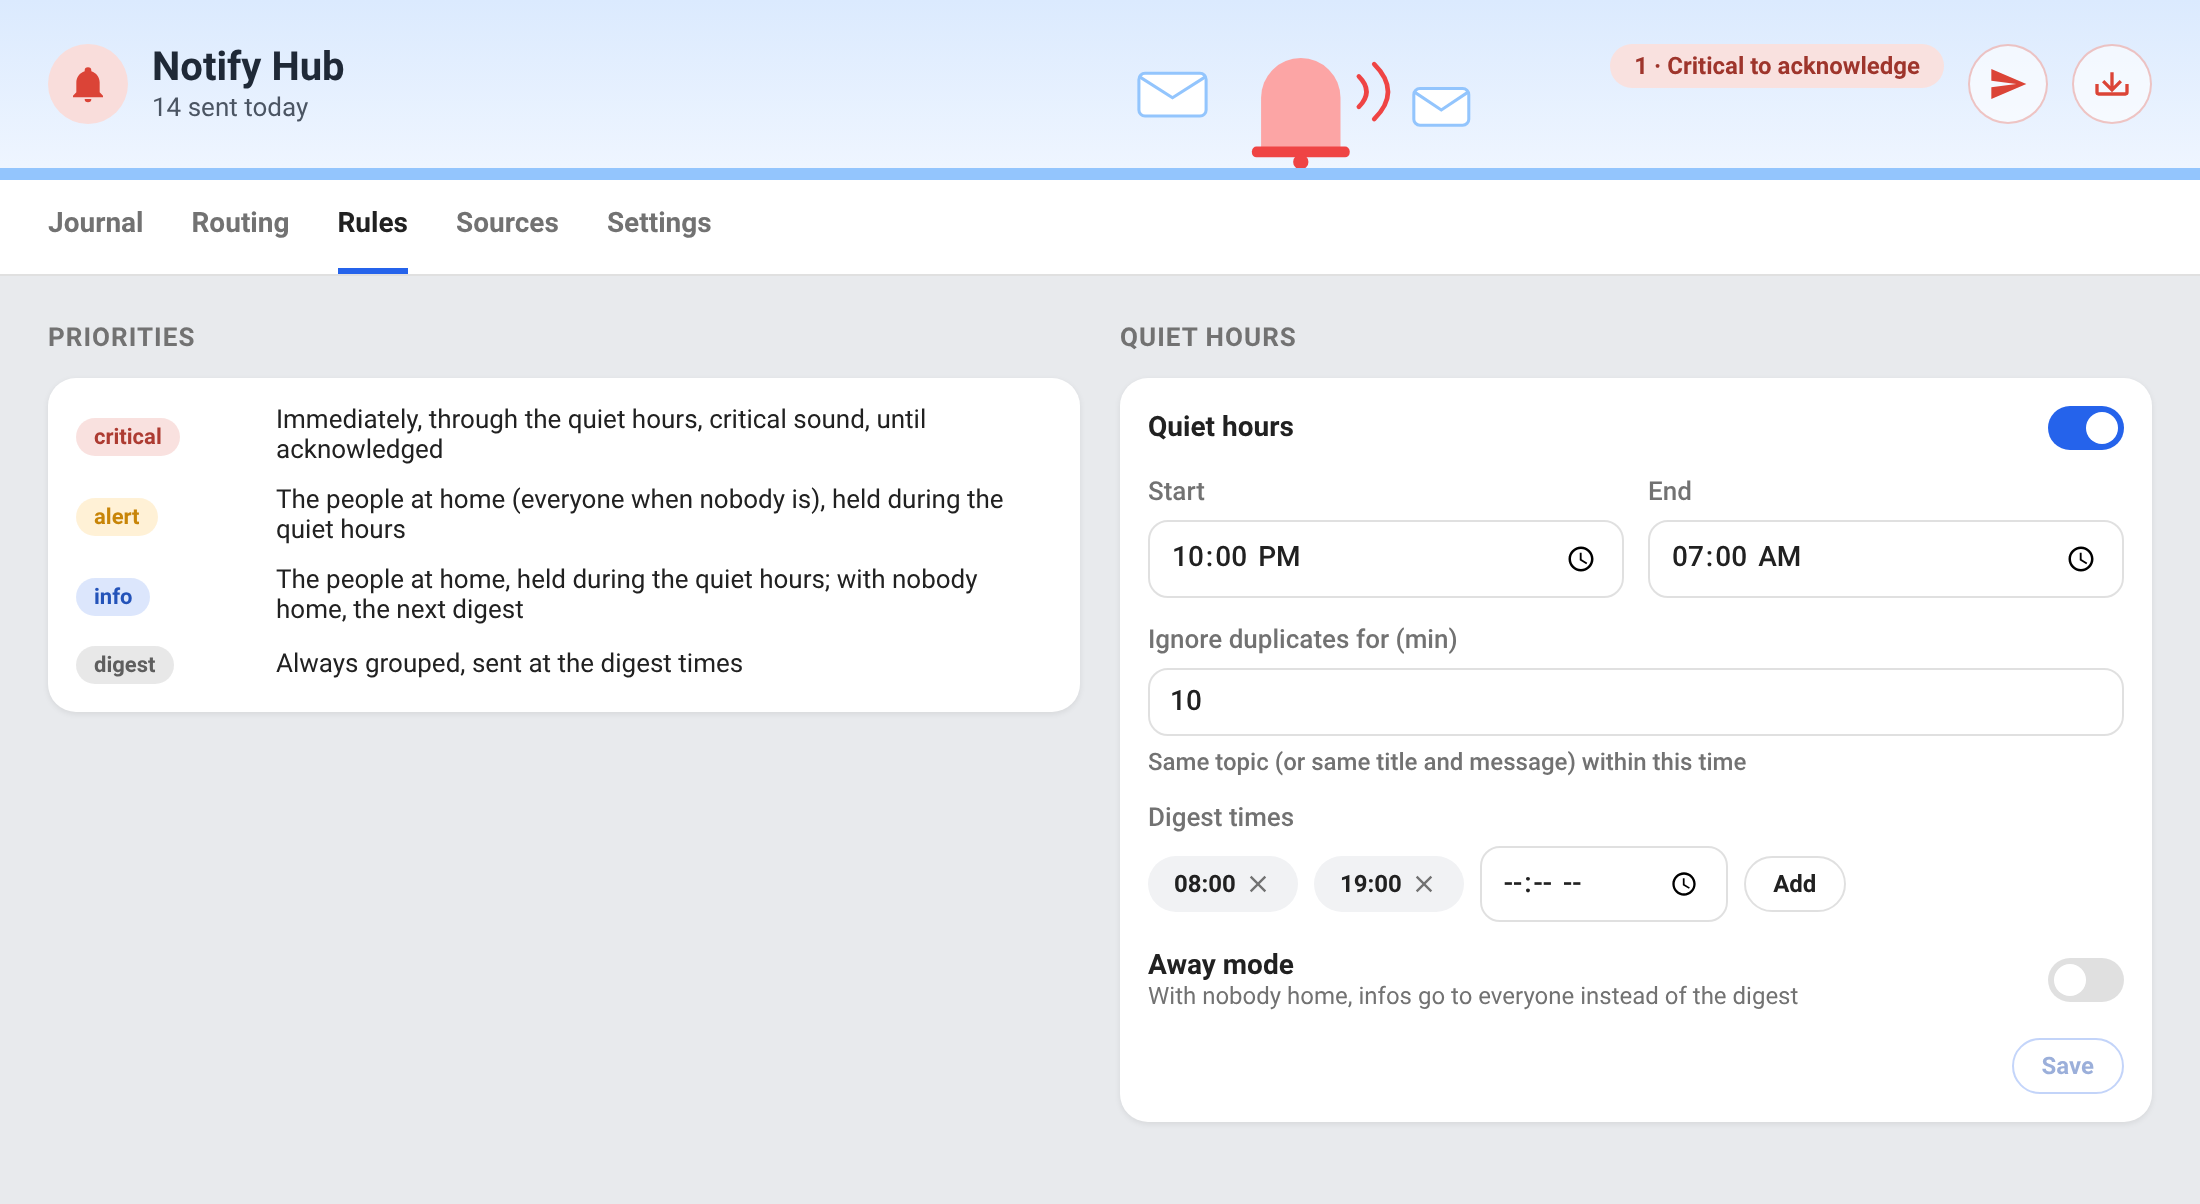 Notify Hub
14 sent today
1 · Critical to acknowledge
Journal
Routing
Rules
Sources
Settings
PRIORITIES
critical
Immediately, through the quiet hours, critical sound, until
acknowledged
alert
The people at home (everyone when nobody is), held during the
quiet hours
info
The people at home, held during the quiet hours; with nobody
home, the next digest
digest
Always grouped, sent at the digest times
QUIET HOURS
Quiet hours
Start
End
10:00 PM
07:00 AM
Ignore duplicates for (min)
10
Same topic (or same title and message) within this time
Digest times
08:00
19:00
--:-- --
Add
Away mode
With nobody home, infos go to everyone instead of the digest
Save